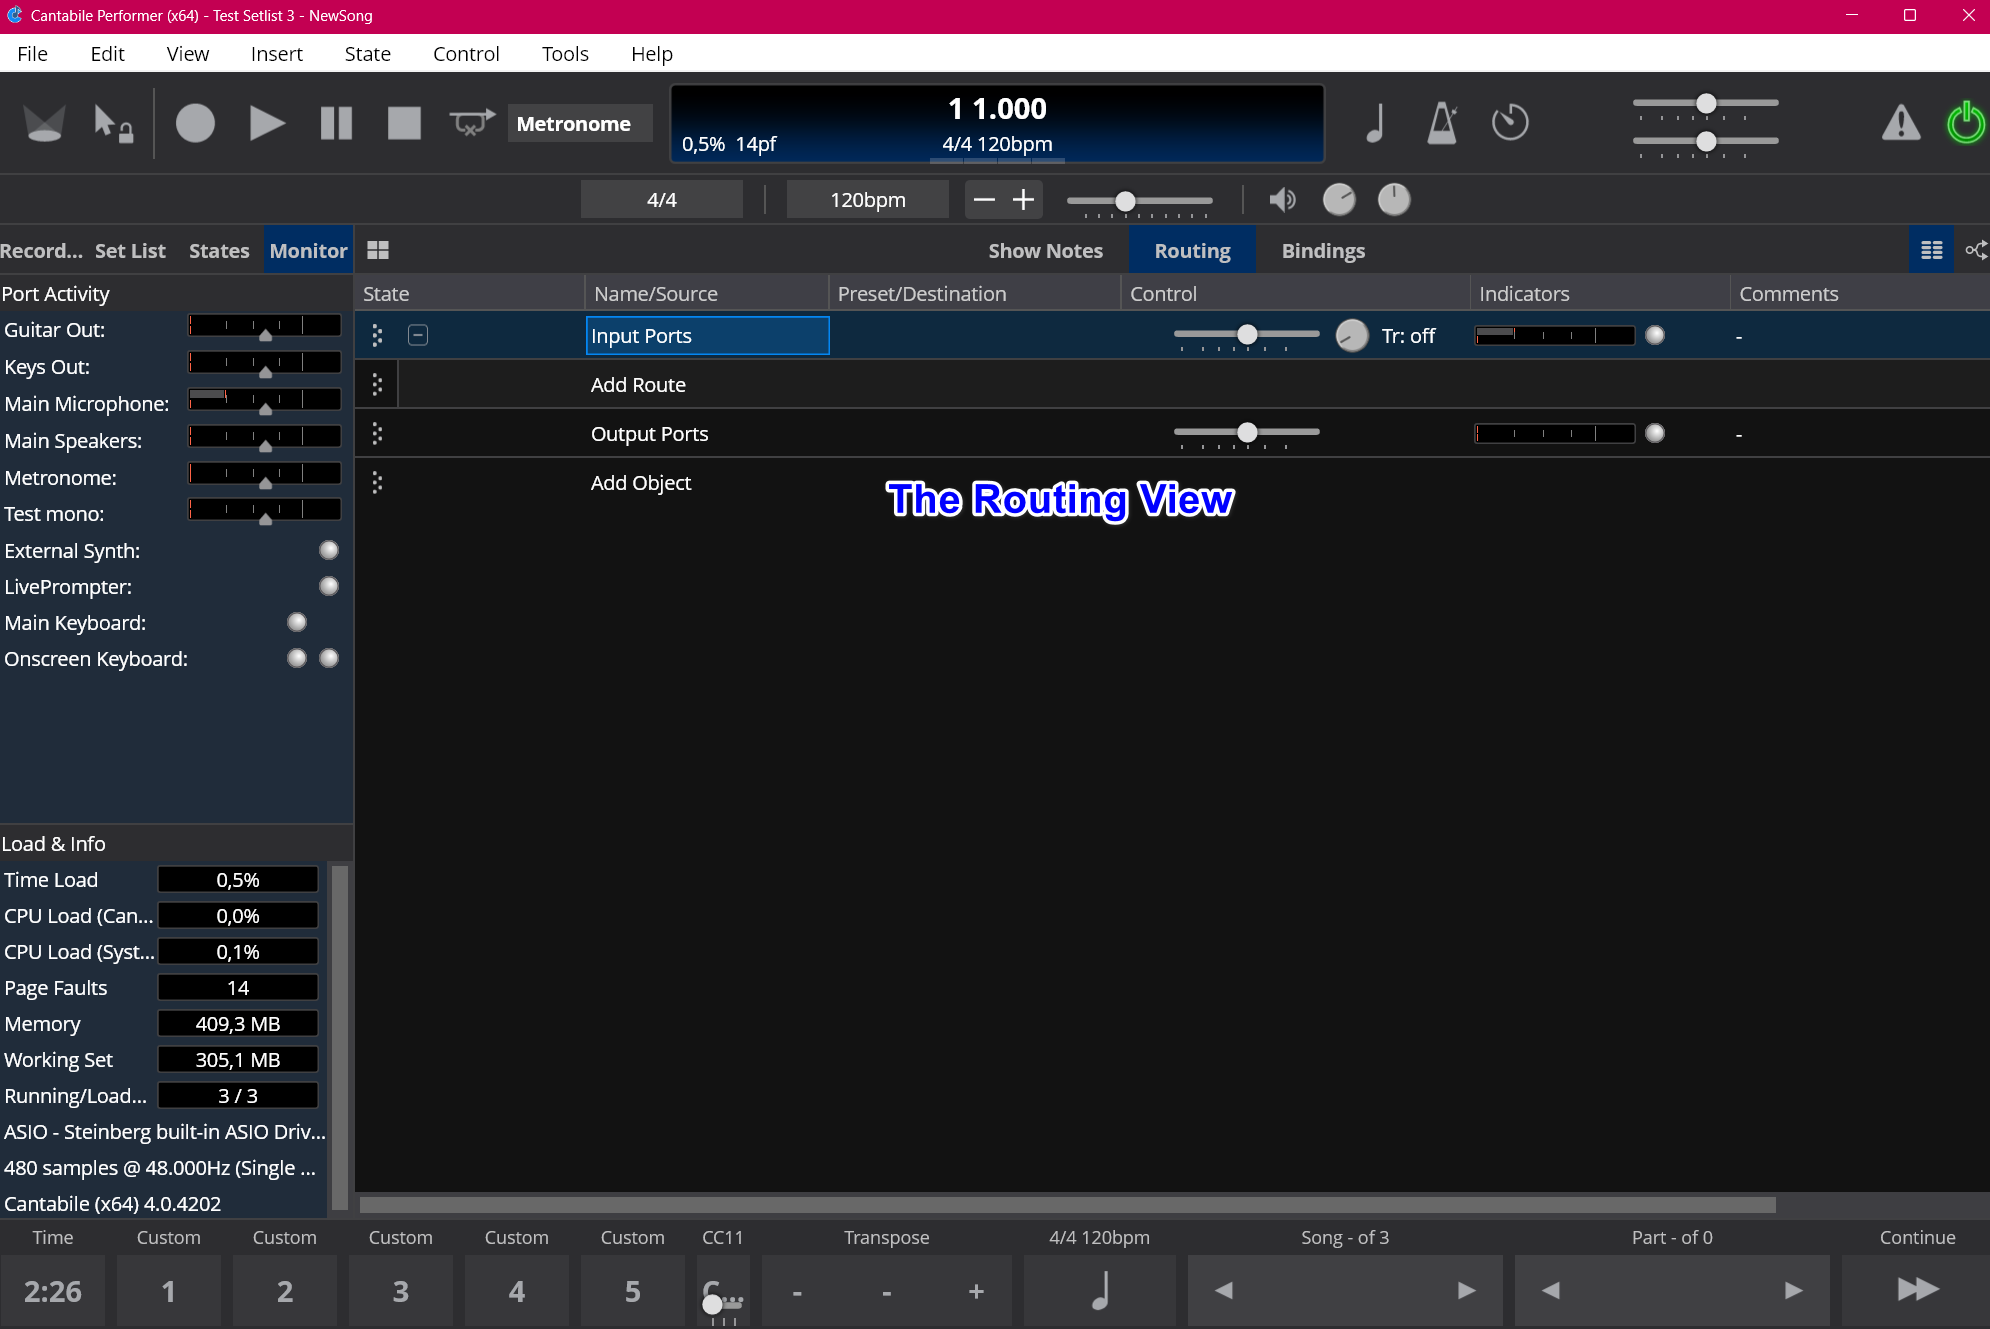 Cantabile Performer (x64) - Test Setlist 3 - NewSong
File Edit View Insert State Control Tools Help
Metronome
1 1.000
0,5% 14pf 4/4 120bpm
4/4 120bpm
Record... Set List States Monitor Show Notes Routing Bindings
Port Activity
State Name/Source Preset/Destination Control Indicators Comments
Guitar Out:
Input Ports Tr: off -
Keys Out:
Add Route
Main Microphone:
Main Speakers:
Output Ports -
Metronome:
Add Object
The Routing View
Test mono:
External Synth:
LivePrompter:
Main Keyboard:
Onscreen Keyboard:
Load & Info
Time Load 0,5%
CPU Load (Can... 0,0%
CPU Load (Syst... 0,1%
Page Faults 14
Memory 409,3 MB
Working Set 305,1 MB
Running/Load... 3 / 3
ASIO - Steinberg built-in ASIO Driv...
480 samples @ 48.000Hz (Single ...
Cantabile (x64) 4.0.4202
Time Custom Custom Custom Custom Custom CC11 Transpose 4/4 120bpm Song - of 3 Part - of 0 Continue
2:26 1 2 3 4 5 C... - - +